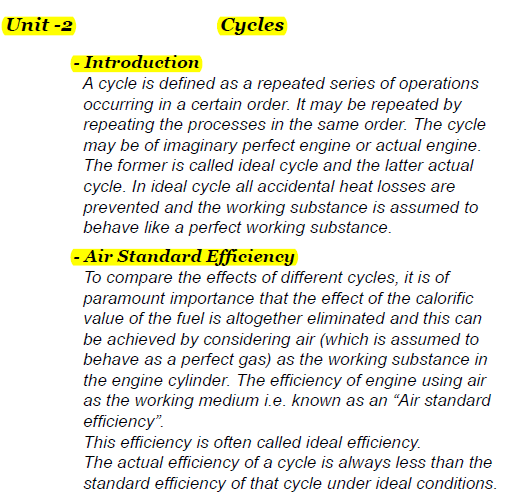 Unit -2 Cycles
- Introduction
A cycle is defined as a repeated series of operations
occurring in a certain order. It may be repeated by
repeating the processes in the same order. The cycle
may be of imaginary perfect engine or actual engine.
The former is called ideal cycle and the latter actual
cycle. In ideal cycle all accidental heat losses are
prevented and the working substance is assumed to
behave like a perfect working substance.
- Air Standard Efficiency
To compare the effects of different cycles, it is of
paramount importance that the effect of the calorific
value of the fuel is altogether eliminated and this can
be achieved by considering air (which is assumed to
behave as a perfect gas) as the working substance in
the engine cylinder. The efficiency of engine using air
as the working medium i.e. known as an “Air standard
efficiency”.
This efficiency is often called ideal efficiency.
The actual efficiency of a cycle is always less than the
standard efficiency of that cycle under ideal conditions.